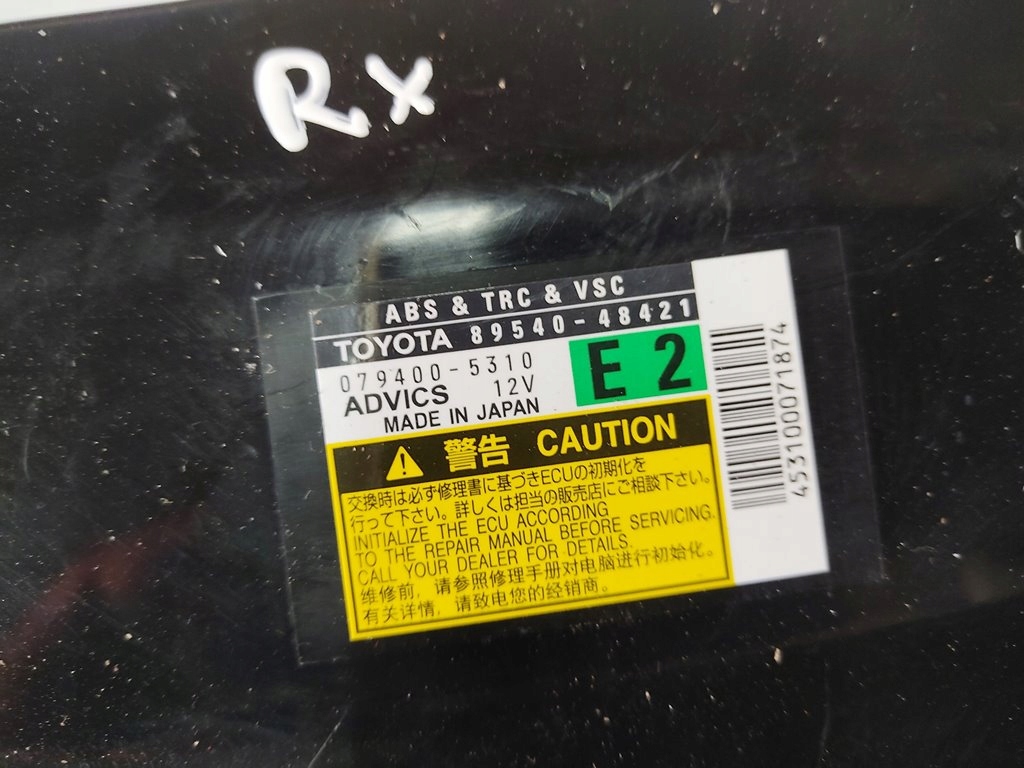 RX
ABS & TRC & VSC
TOYOTA 89540-48421
079400-5310
ADVICS 12V
MADE IN JAPAN
E2
警告 CAUTION
交換時は必ず修理書に基づきECUの初期化を
行って下さい。詳しくは担当の販売店にご相談下さい。
INITIALIZE THE ECU ACCORDING
TO THE REPAIR MANUAL BEFORE SERVICING.
CALL YOUR DEALER FOR DETAILS.
维修前，请参照修理手册对电脑进行初始化。
有关详情，请致电您的经销商。
4531000071874